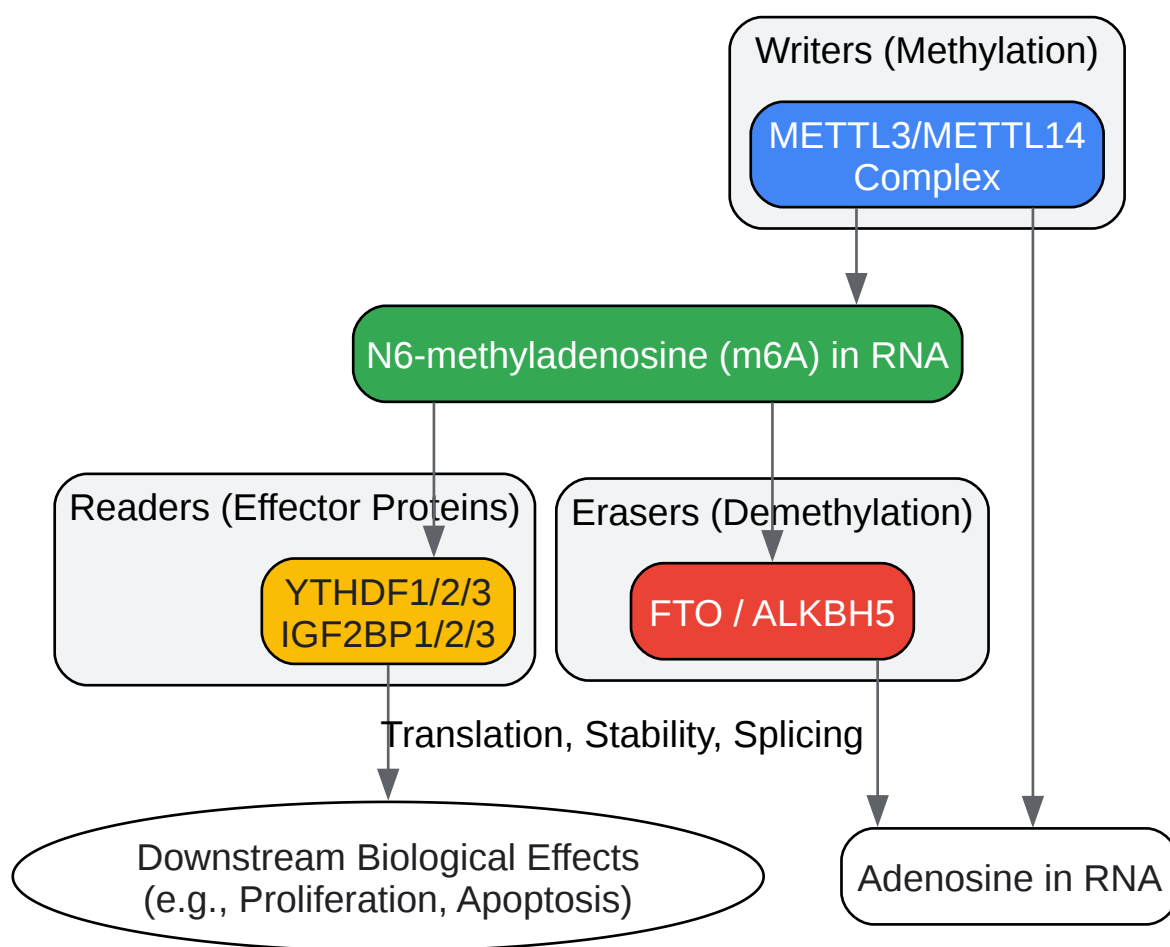 Writers (Methylation)
METTL3/METTL14
Complex
N6-methyladenosine (m6A) in RNA
Readers (Effector Proteins)
Erasers (Demethylation)
YTHDF1/2/3
IGF2BP1/2/3
FTO / ALKBH5
Translation, Stability, Splicing
Downstream Biological Effects
(e.g., Proliferation, Apoptosis)
Adenosine in RNA